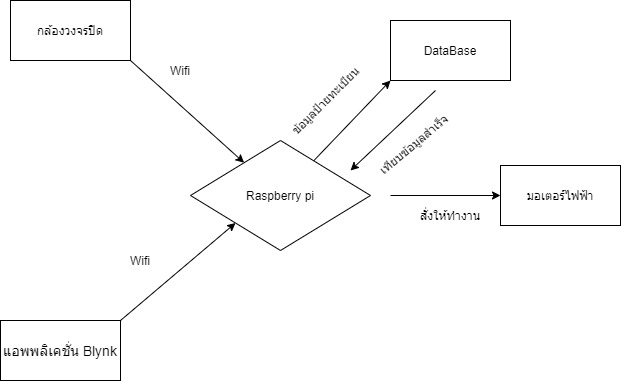 กล้องวงจรปิด
DataBase
Wifi
ข้อมูลป้ายทะเบียน
เทียบข้อมูลสำเร็จ
Raspberry pi
มอเตอร์ไฟฟ้า
สั่งให้ทำงาน
Wifi
แอพพลิเคชั่น Blynk